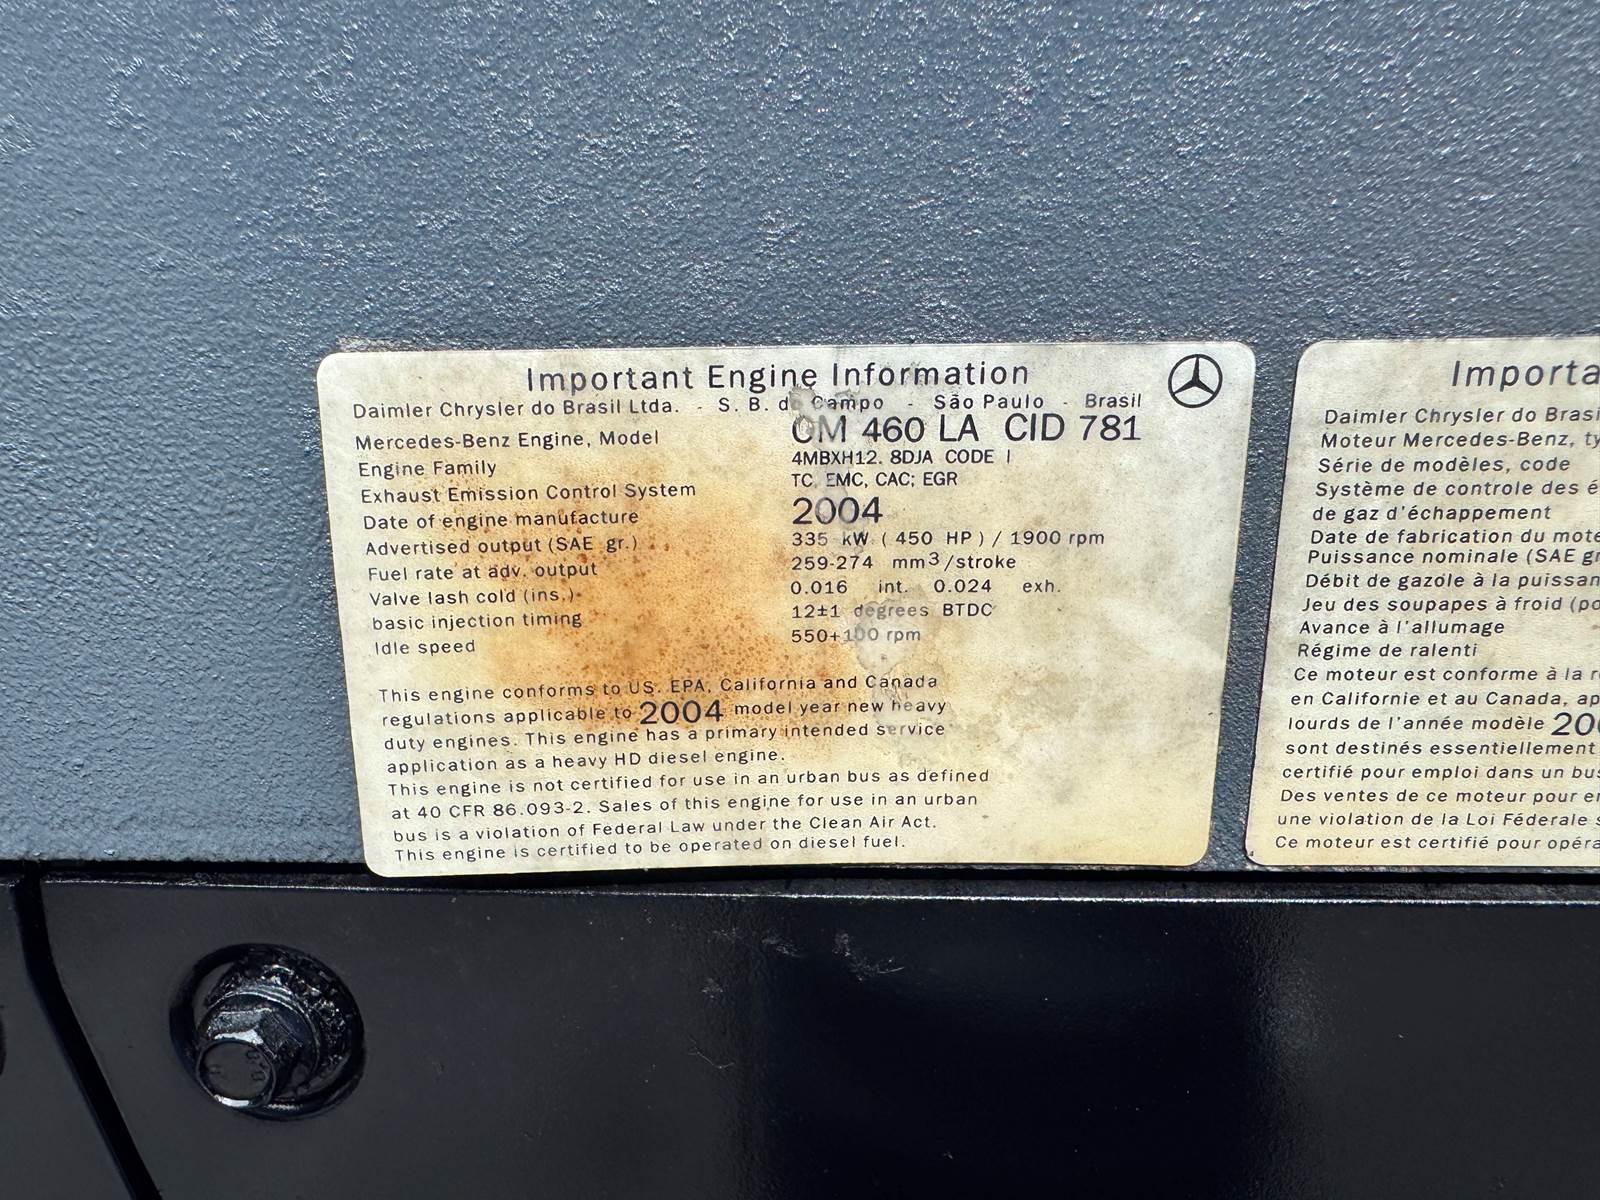 Important Engine Information
Daimler Chrysler do Brasil Ltda. - S. B. do Campo - São Paulo - Brasil
Mercedes-Benz Engine, Model OM 460 LA CID 781
Engine Family 4MBXH12. 8DJA CODE I
Exhaust Emission Control System TC, EMC, CAC; EGR
Date of engine manufacture 2004
Advertised output (SAE gr.) 335 kW ( 450 HP ) / 1900 rpm
Fuel rate at adv. output 259-274 mm3/stroke
Valve lash cold (ins.) 0.016 int. 0.024 exh.
basic injection timing 12±1 degrees BTDC
Idle speed 550+100 rpm
This engine conforms to US. EPA, California and Canada
regulations applicable to 2004 model year new heavy
duty engines. This engine has a primary intended service
application as a heavy HD diesel engine.
This engine is not certified for use in an urban bus as defined
at 40 CFR 86.093-2. Sales of this engine for use in an urban
bus is a violation of Federal Law under the Clean Air Act.
This engine is certified to be operated on diesel fuel.
Importa
Daimler Chrysler do Brasi
Moteur Mercedes-Benz, ty
Série de modèles, code
Système de controle des é
de gaz d'échappement
Date de fabrication du mote
Puissance nominale (SAE gr
Débit de gazole à la puissan
Jeu des soupapes à froid (po
Avance à l'allumage
Régime de ralenti
Ce moteur est conforme à la r
en Californie et au Canada, ap
lourds de l'année modèle 200
sont destinés essentiellement
certifié pour emploi dans un bus
Des ventes de ce moteur pour e
une violation de la Loi Féderale s
Ce moteur est certifié pour opéra